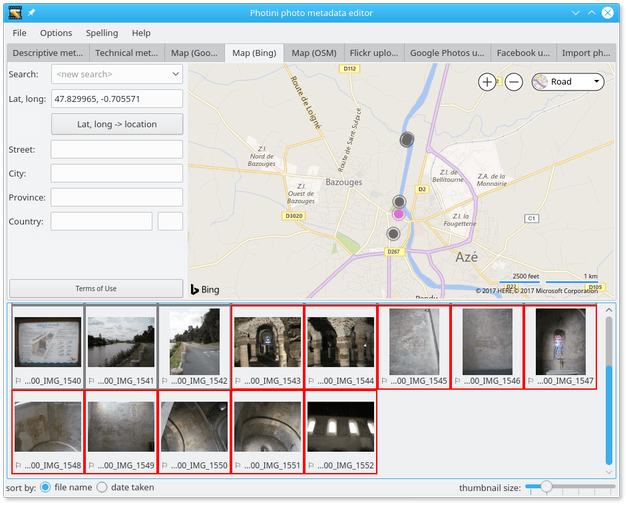 Photini photo metadata editor
File Options Spelling Help
Descriptive met... Technical met... Map (Goo... Map (Bing) Map (OSM) Flickr uplo... Google Photos u... Facebook u... Import ph...
Search: <new search>
Lat, long: 47.829965, -0.705571
Lat, long -> location
Street:
City:
Province:
Country:
Terms of Use
D112
Route de Loigné
Route de Saint Sulpice
Road
Z.I. Nord de Bazouges
Bazouges
Z.I. Ouest de Bazouges
D3020
Z.I. de Bellitourne
Z.A. de la Monnairie
D2
Z.I. la Fougetterie
C1
D267
Azé
2500 feet 1 km
D22
D105
Bing
© 2017 HERE, © 2017 Microsoft Corporation
...00_IMG_1540 ...00_IMG_1541 ...00_IMG_1542 ...00_IMG_1543 ...00_IMG_1544 ...00_IMG_1545 ...00_IMG_1546 ...00_IMG_1547
...00_IMG_1548 ...00_IMG_1549 ...00_IMG_1550 ...00_IMG_1551 ...00_IMG_1552
sort by: file name date taken thumbnail size: